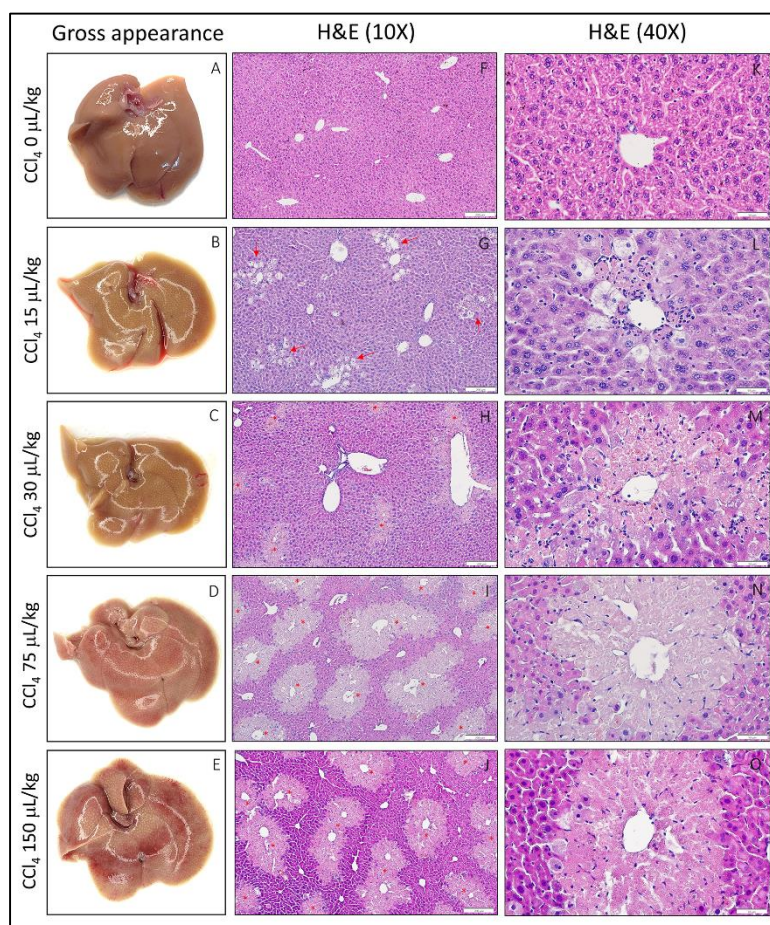 Gross appearance H&E (10X) H&E (40X)
CCl₄ 0 μL/kg A F K
CCl₄ 15 μL/kg B G L
CCl₄ 30 μL/kg C H M
CCl₄ 75 μL/kg D I N
CCl₄ 150 μL/kg E J O